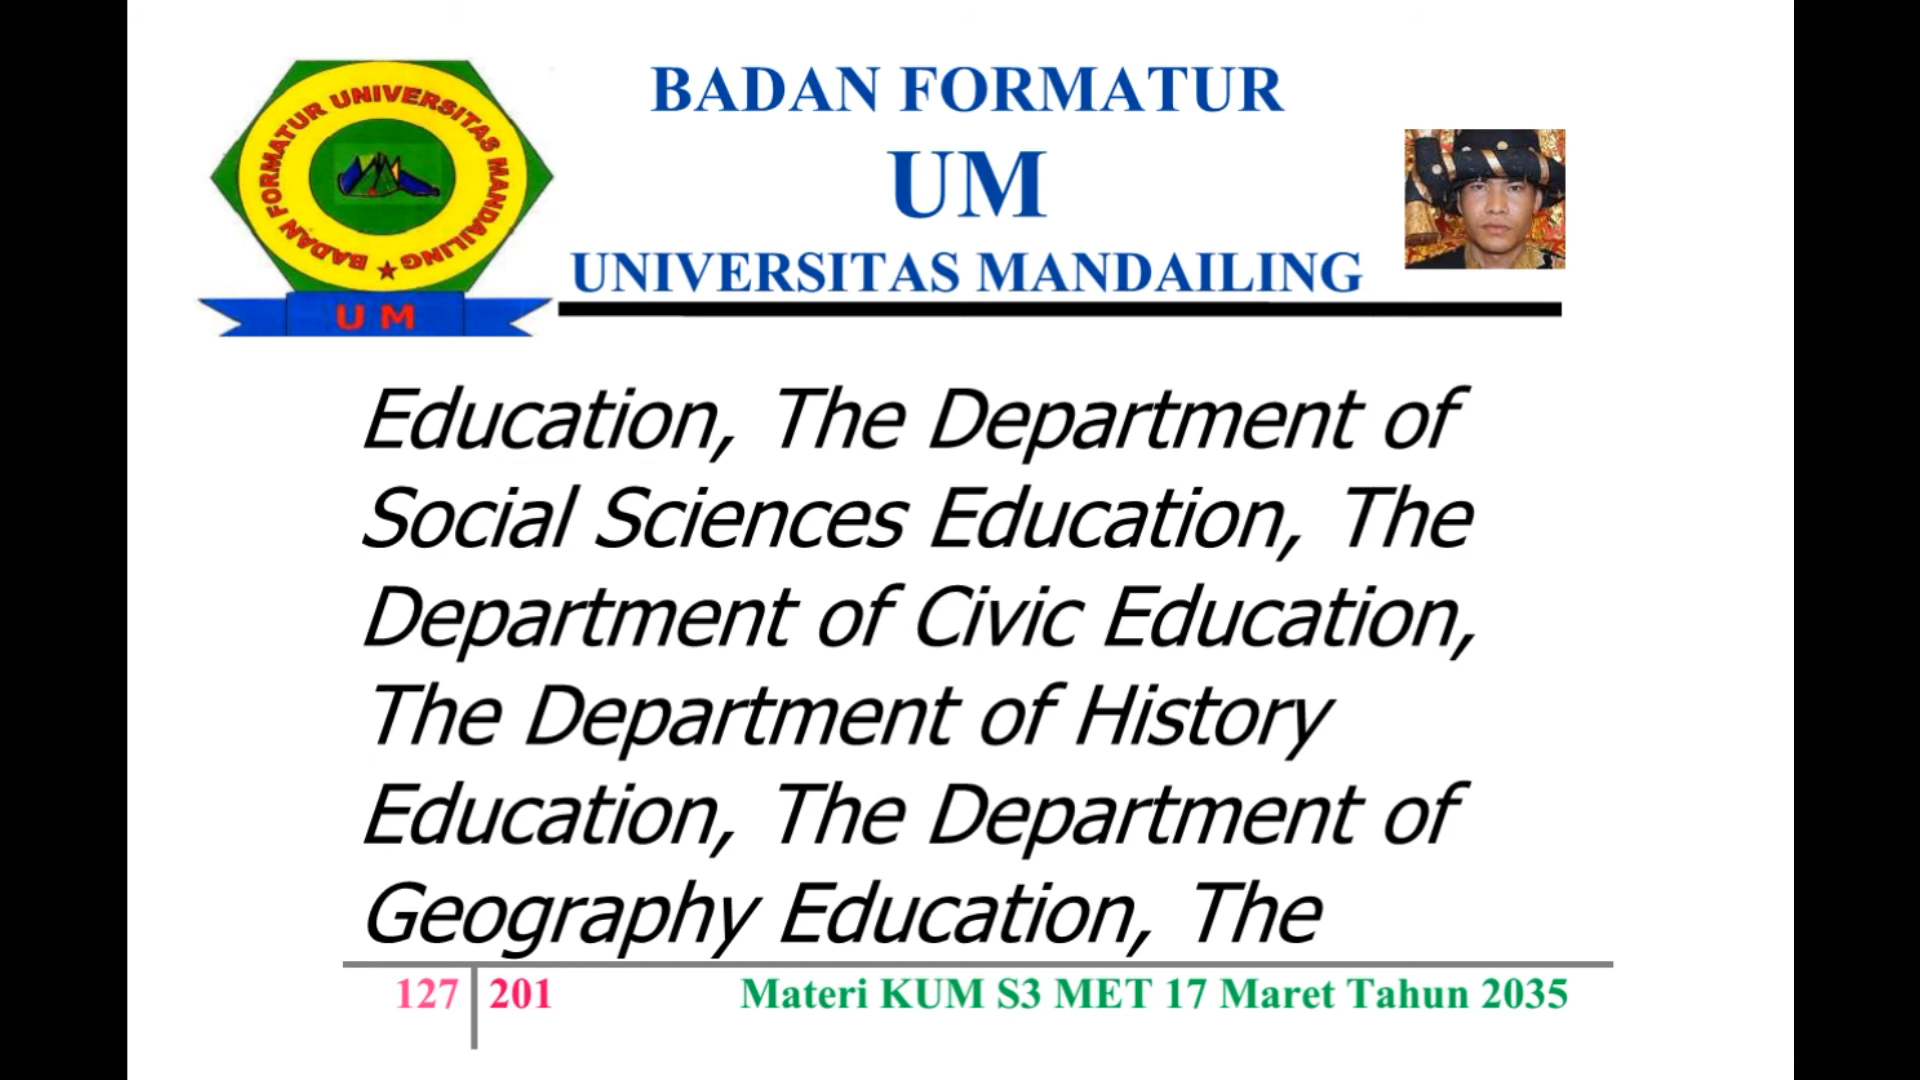 BADAN FORMATUR UNIVERSITAS MANDAILING
UM
BADAN FORMATUR
UM
UNIVERSITAS MANDAILING
Education, The Department of
Social Sciences Education, The
Department of Civic Education,
The Department of History
Education, The Department of
Geography Education, The
127 201 Materi KUM S3 MET 17 Maret Tahun 2035